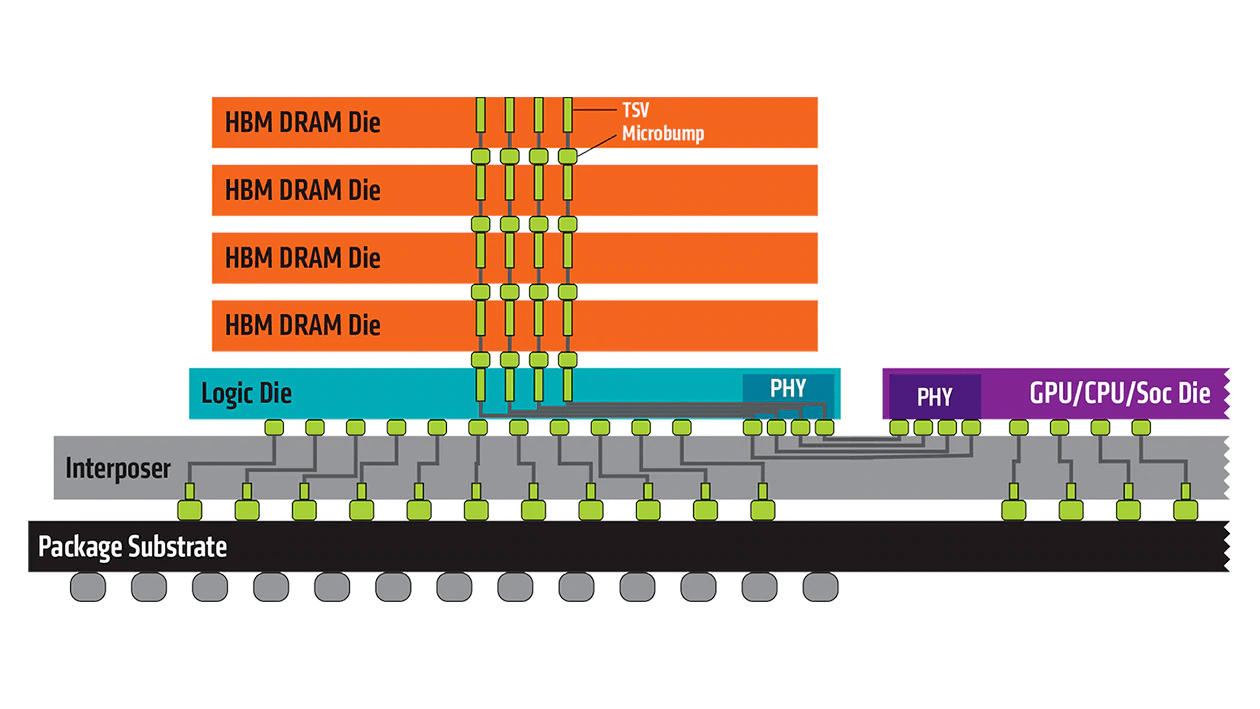 HBM DRAM Die
TSV
Microbump
HBM DRAM Die
HBM DRAM Die
HBM DRAM Die
Logic Die
PHY
PHY
GPU/CPU/Soc Die
Interposer
Package Substrate